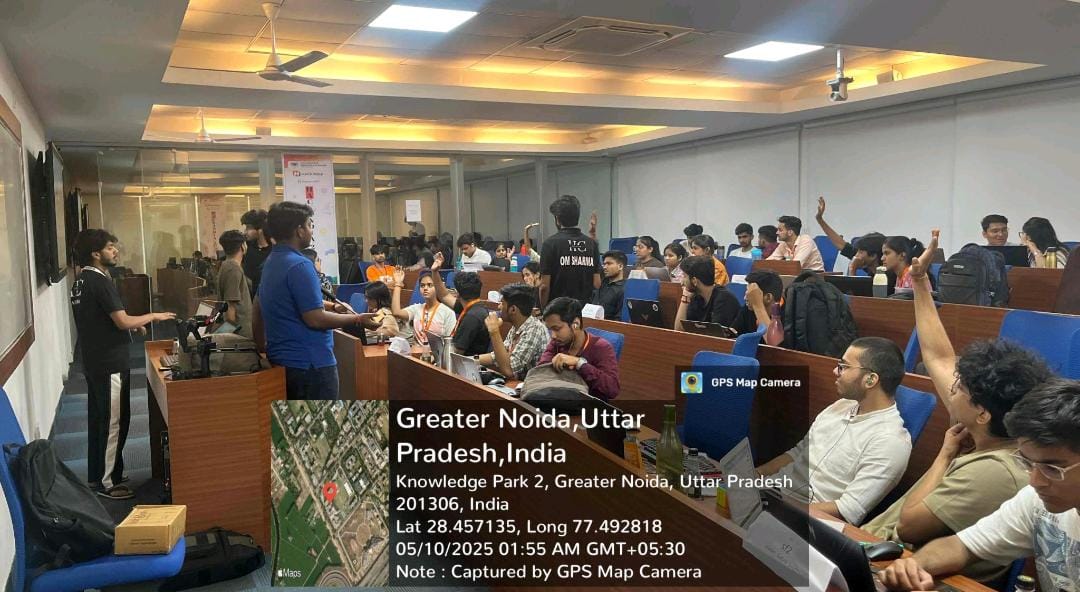 IIC
OM SHARMA
GPS Map Camera
Greater Noida,Uttar
Pradesh,India
Knowledge Park 2, Greater Noida, Uttar Pradesh
201306, India
Lat 28.457135, Long 77.492818
05/10/2025 01:55 AM GMT+05:30
Note : Captured by GPS Map Camera
Maps